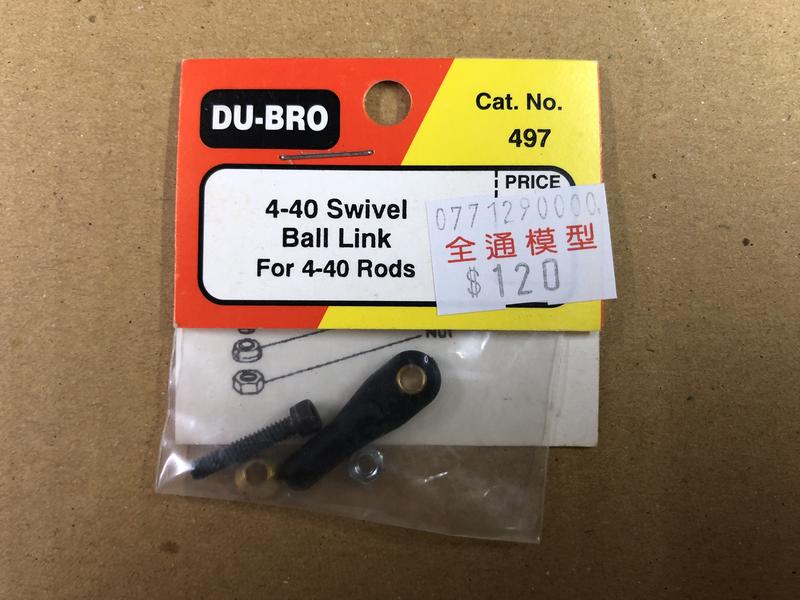 DU-BRO
Cat. No.
497
4-40 Swivel
Ball Link
For 4-40 Rods
PRICE
0771290000
全通模型
$120
Nut